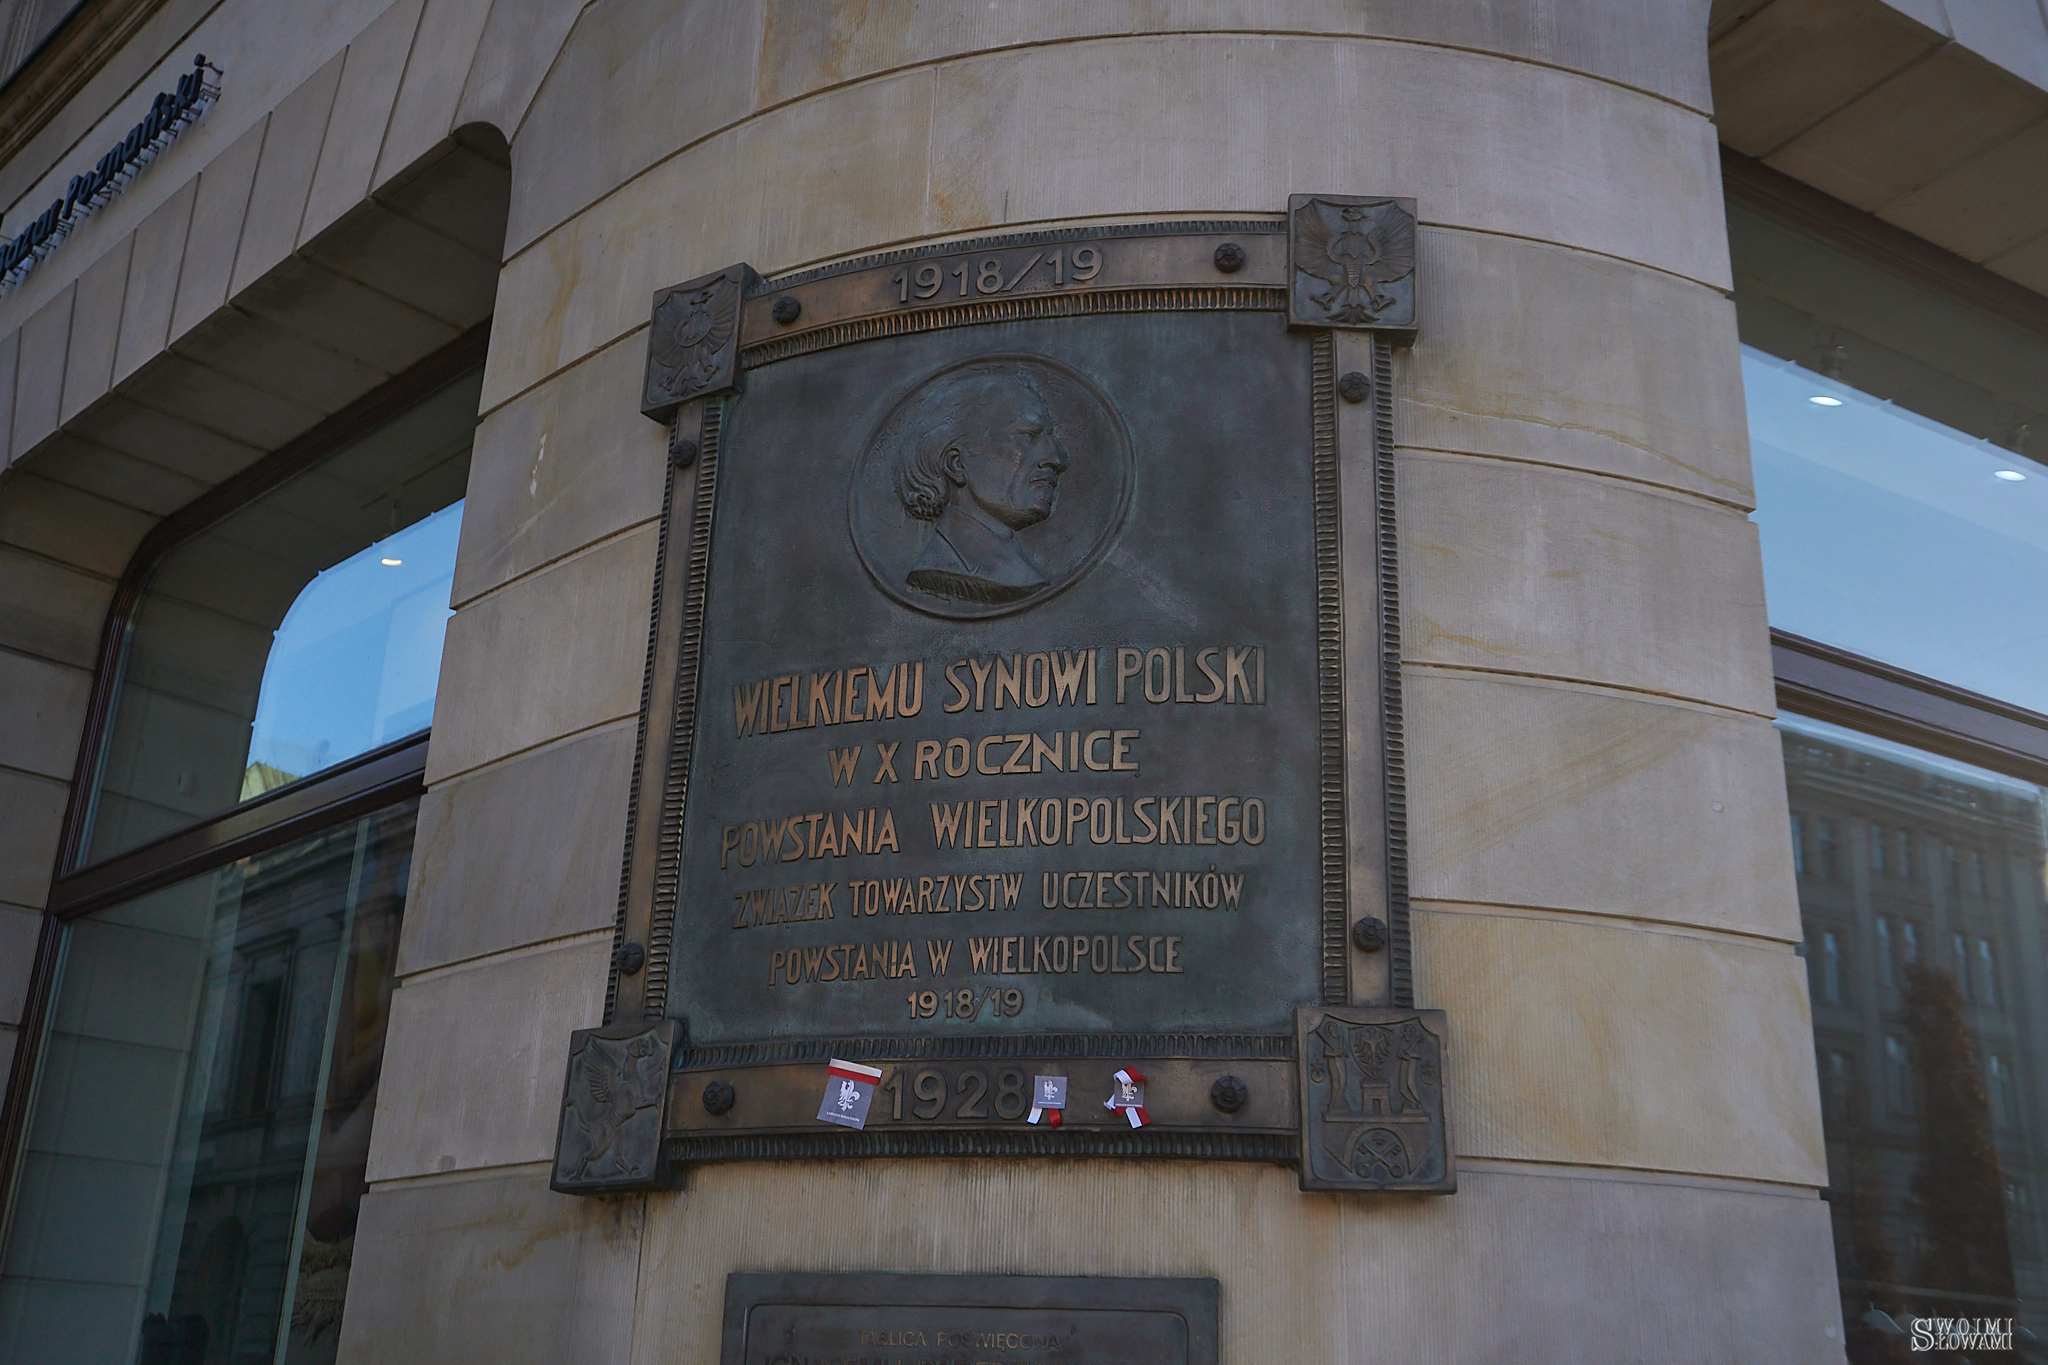 Bazar Poznański
1918/19
WIELKIEMU SYNOWI POLSKI
W X ROCZNICE
POWSTANIA WIELKOPOLSKIEGO
ZWIĄZEK TOWARZYSTW UCZESTNIKÓW
POWSTANIA W WIELKOPOLSCE
1918/19
1928
TABLICA POŚWIĘCONA
SWOIMI
SŁOWAMI